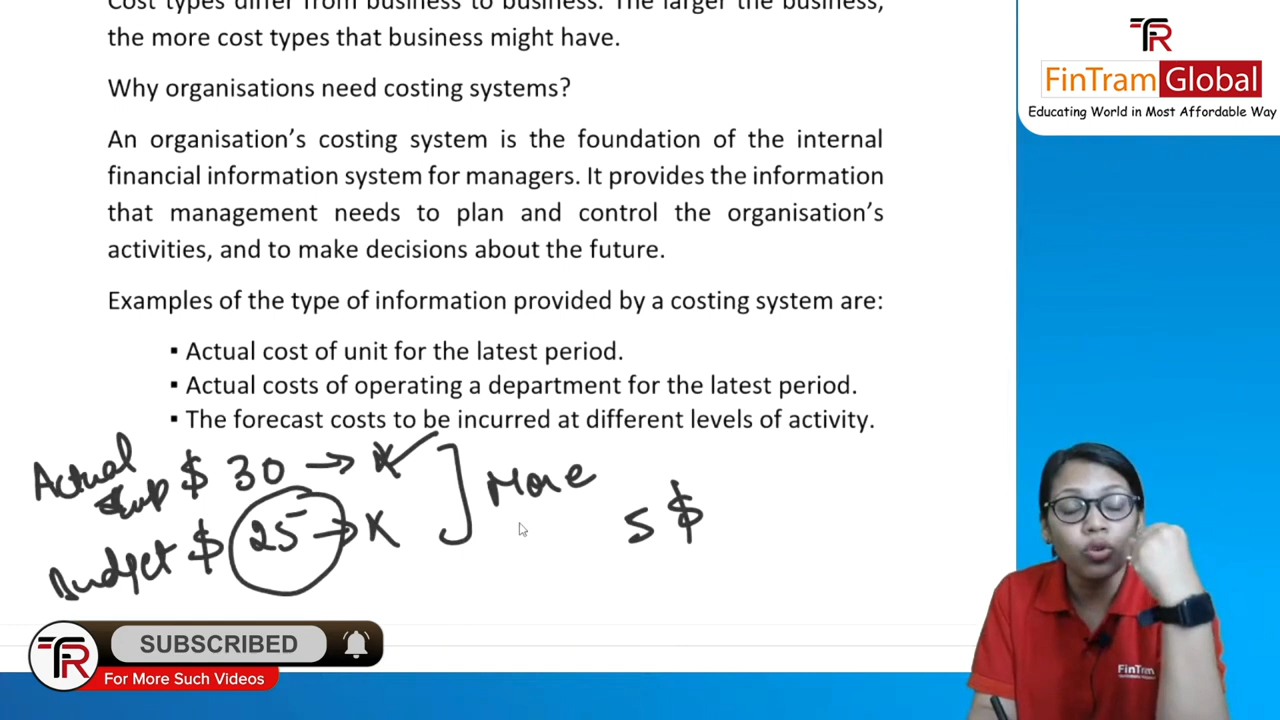 Cost types differ from business to business. The larger the business,
the more cost types that business might have.
Why organisations need costing systems?
An organisation's costing system is the foundation of the internal
financial information system for managers. It provides the information
that management needs to plan and control the organisation's
activities, and to make decisions about the future.
Examples of the type of information provided by a costing system are:
▪ Actual cost of unit for the latest period.
▪ Actual costs of operating a department for the latest period.
▪ The forecast costs to be incurred at different levels of activity.
Actual $ 30 →
Budget $ 25 →
More
5 $
TR
FinTram Global
Educating World in Most Affordable Way
FinTram
TR
SUBSCRIBED
For More Such Videos